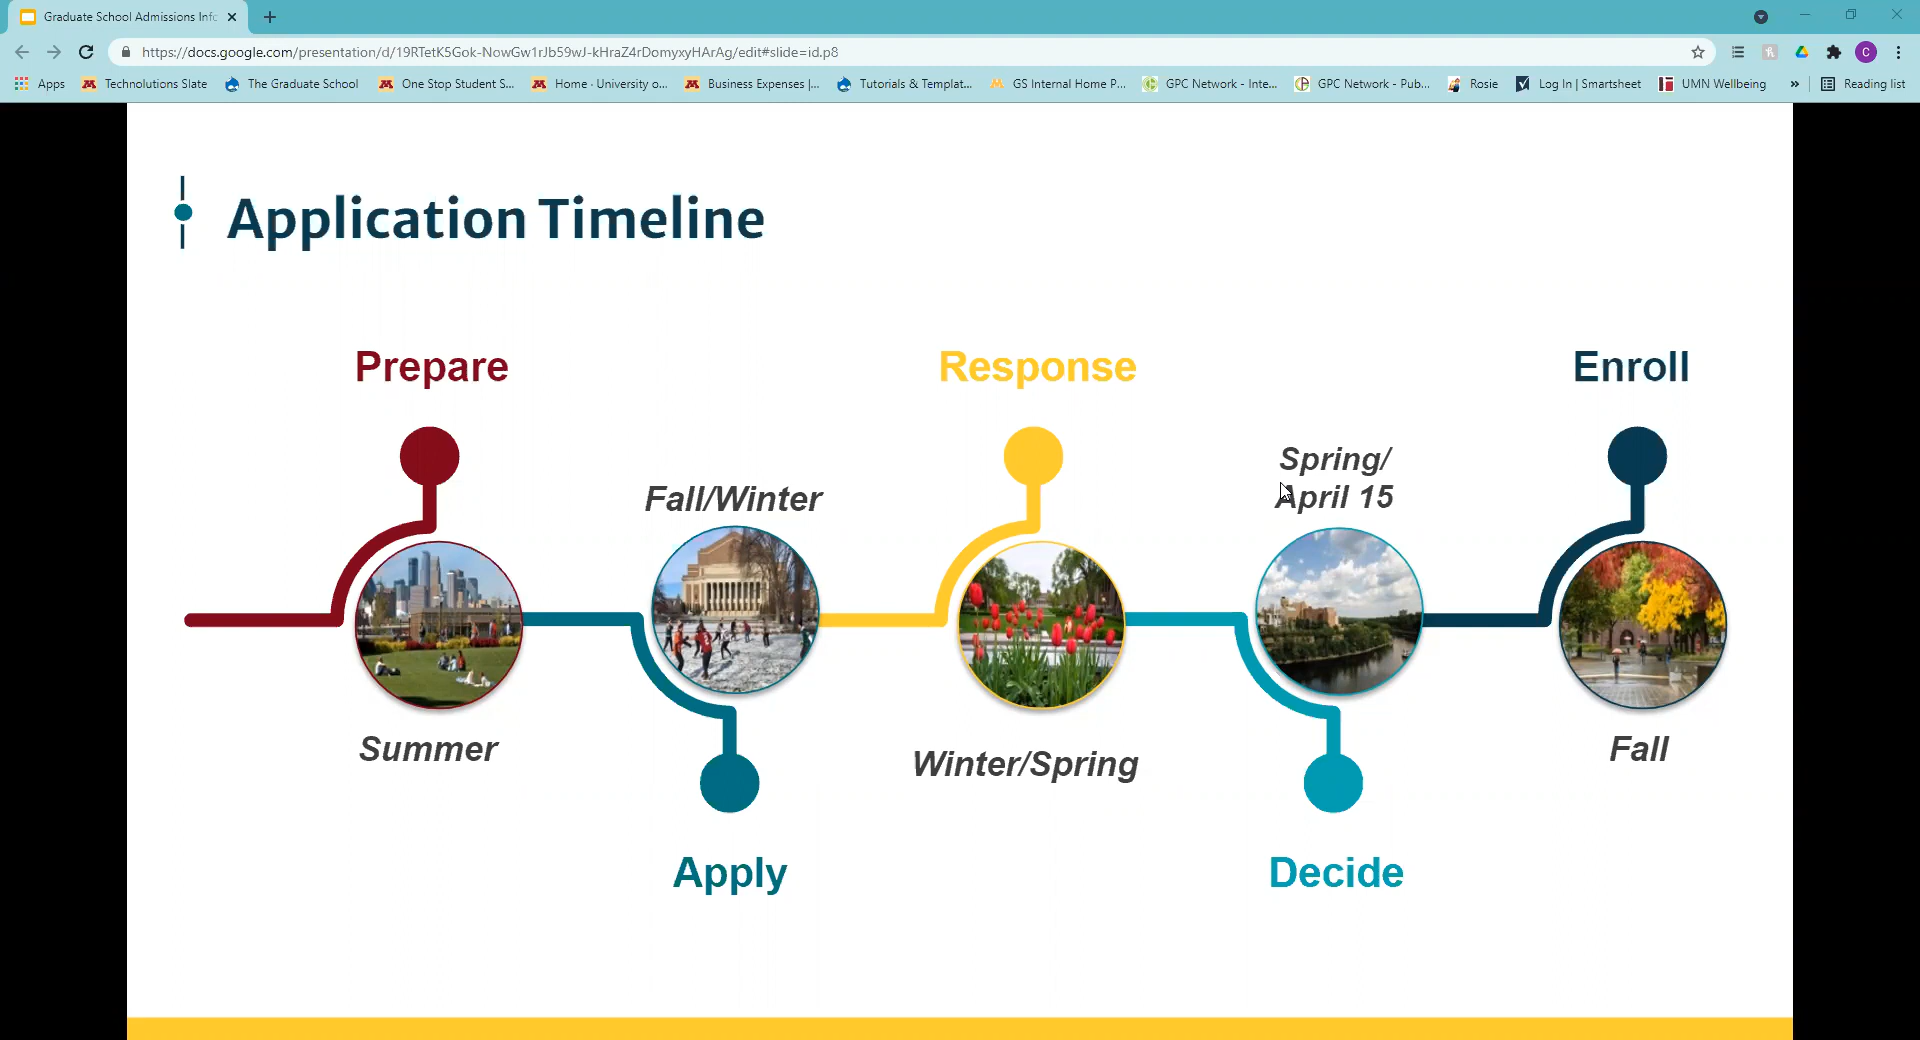 Graduate School Admissions Info
https://docs.google.com/presentation/d/19RTetK5Gok-NowGw1rJb59wJ-kHraZ4rDomyxyHArAg/edit#slide=id.p8
C
Apps Technolutions Slate The Graduate School One Stop Student S... Home · University o... Business Expenses |... Tutorials & Templat... GS Internal Home P... GPC Network - Inte... GPC Network - Pub... Rosie Log In | Smartsheet UMN Wellbeing » Reading list
Application Timeline
Prepare
Response
Enroll
Fall/Winter
Spring/
April 15
Summer
Winter/Spring
Fall
Apply
Decide